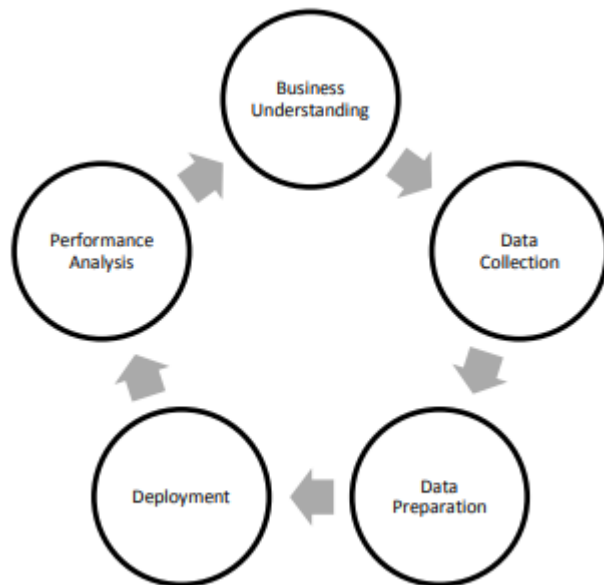 Business
Understanding
Data
Collection
Data
Preparation
Deployment
Performance
Analysis